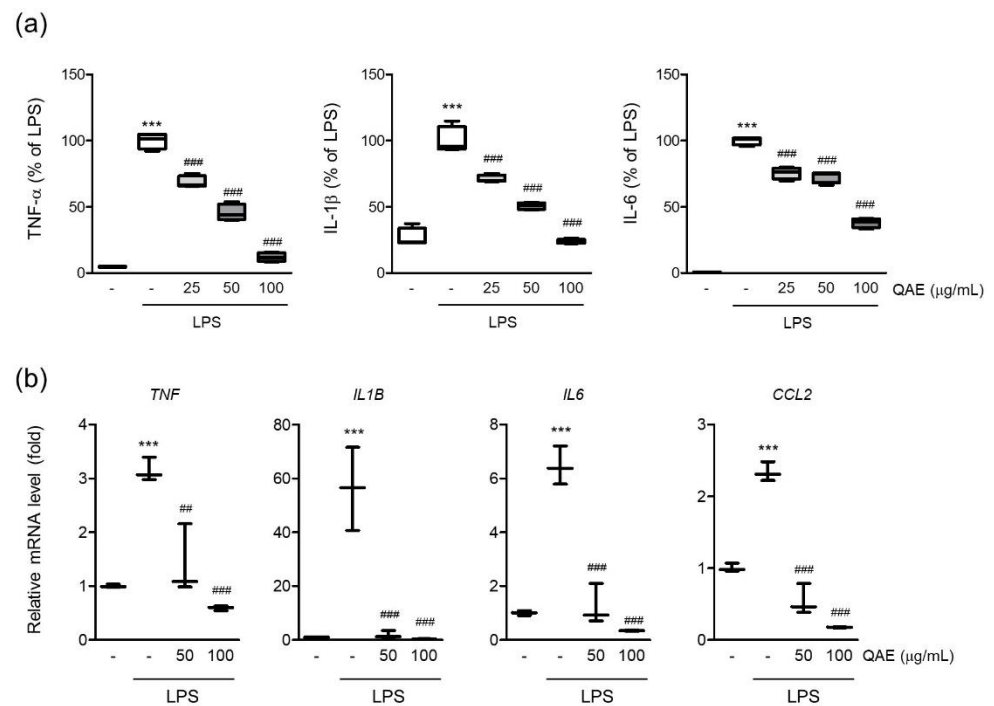 (a)
TNF-α (% of LPS)
150
100
50
0
***
###
###
###
- - 25 50 100
LPS
IL-1β (% of LPS)
150
100
50
0
***
###
###
###
- - 25 50 100
LPS
IL-6 (% of LPS)
150
100
50
0
***
###
###
###
- - 25 50 100 QAE (μg/mL)
LPS
(b)
Relative mRNA level (fold)
TNF
4
3
2
1
0
***
##
###
- - 50 100
LPS
IL1B
80
60
40
20
0
***
###
###
- - 50 100
LPS
IL6
8
6
4
2
0
***
###
###
- - 50 100
LPS
CCL2
3
2
1
0
***
###
###
- - 50 100 QAE (μg/mL)
LPS